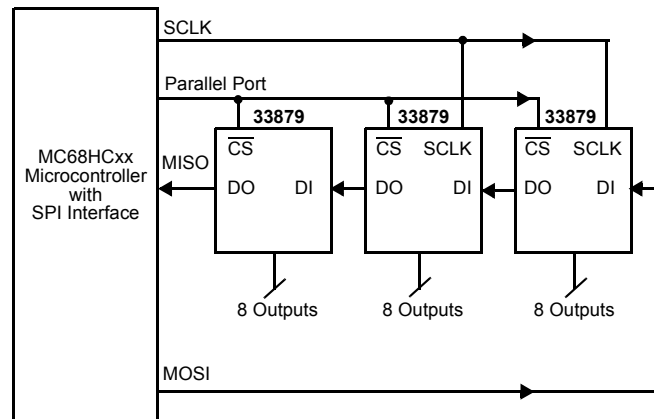 SCLK
Parallel Port
33879 33879 33879
MC68HCxx
Microcontroller
with
SPI Interface
MISO
CS CS SCLK CS SCLK
DO DI DO DI DO DI
8 Outputs 8 Outputs 8 Outputs
MOSI